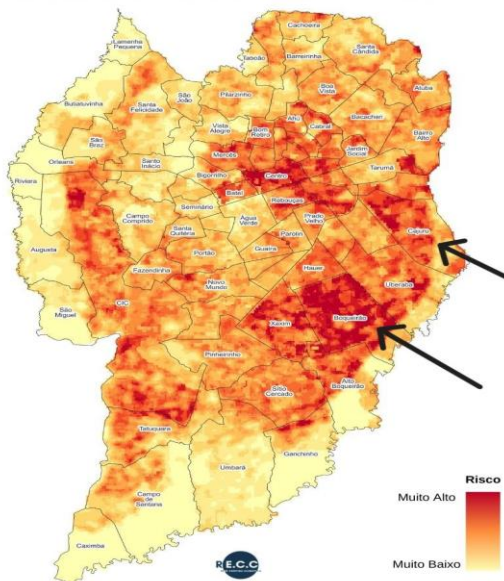 Cachoeira
Lamenha
Pequena
Taboão
Barreirinha
Santa
Cândida
Butiatuvinha
Santa
Felicidade
São
João
Pilarzinho
Boa
Vista
Atuba
Bacacheri
São
Braz
Vista
Alegre
Bom
Retiro
Ahú
Cabral
Bairro
Alto
Orleans
Santo
Inácio
Mercês
Jardim
Social
Tarumã
Riviera
Bigorrilho
Centro
Batel
Seminário
Rebouças
Campo
Comprido
Água
Verde
Prado
Velho
Cajuru
Augusta
Santa
Quitéria
Parolin
Portão
Guaíra
Fazendinha
Hauer
Uberaba
São
Miguel
CIC
Novo
Mundo
Boqueirão
Xaxim
Pinheirinho
Alto
Boqueirão
Sítio
Cercado
Tatuquara
Ganchinho
Umbará
Campo
de
Santana
Caximba
Risco
Muito Alto
Muito Baixo
R E.C.C